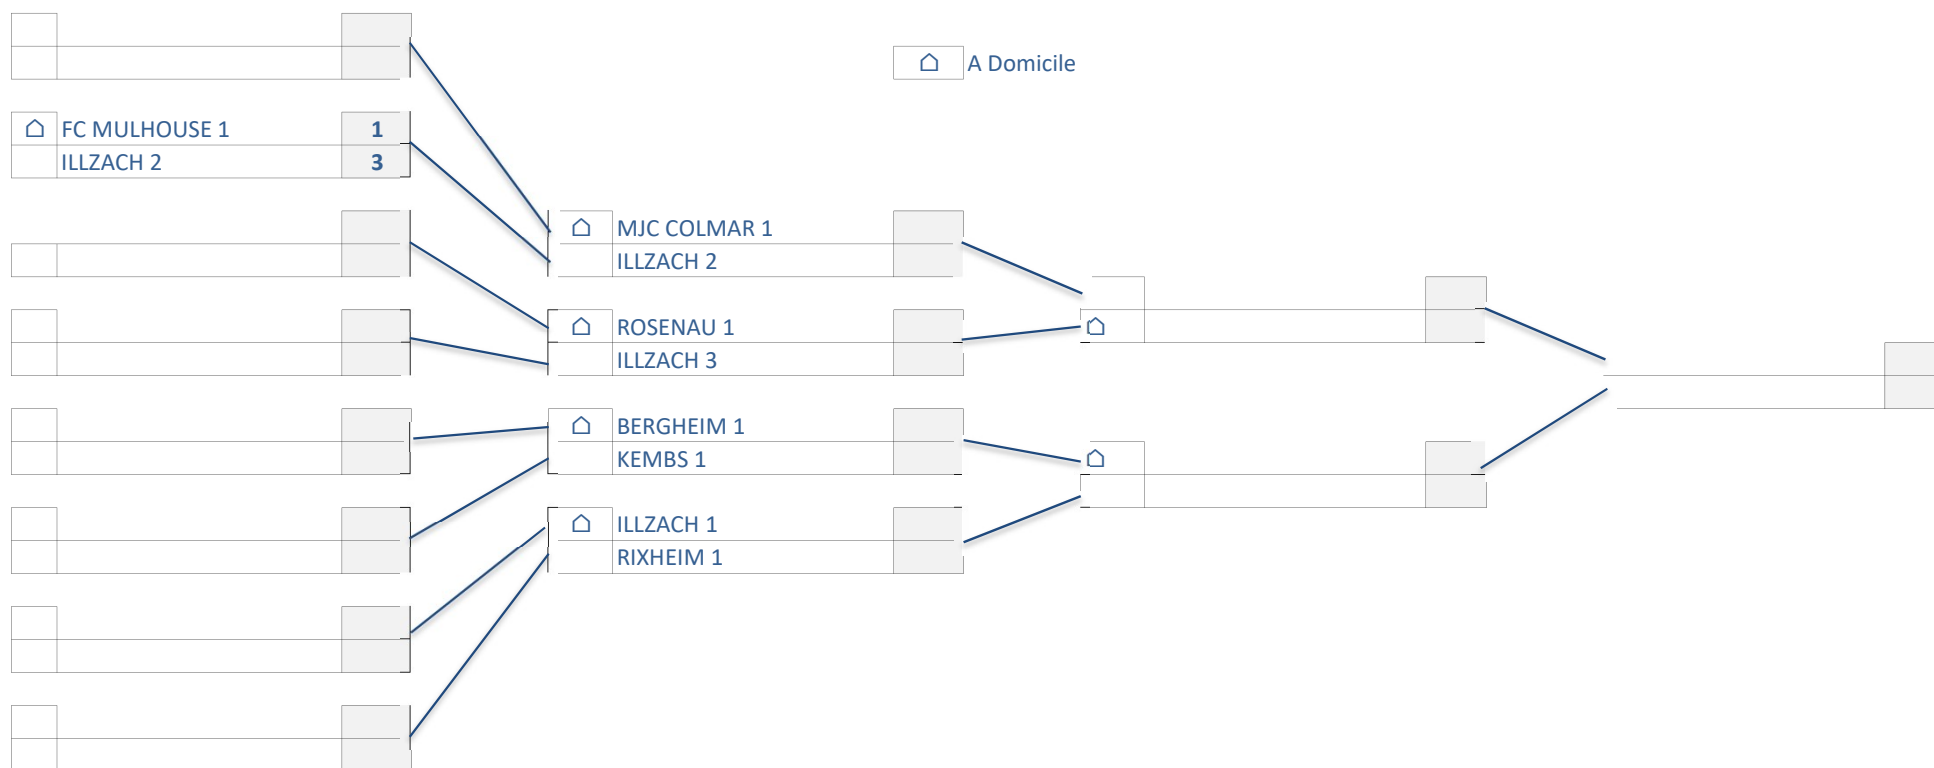 A Domicile
FC MULHOUSE 1 1
ILLZACH 2 3
MJC COLMAR 1
ILLZACH 2
ROSENAU 1
ILLZACH 3
BERGHEIM 1
KEMBS 1
ILLZACH 1
RIXHEIM 1